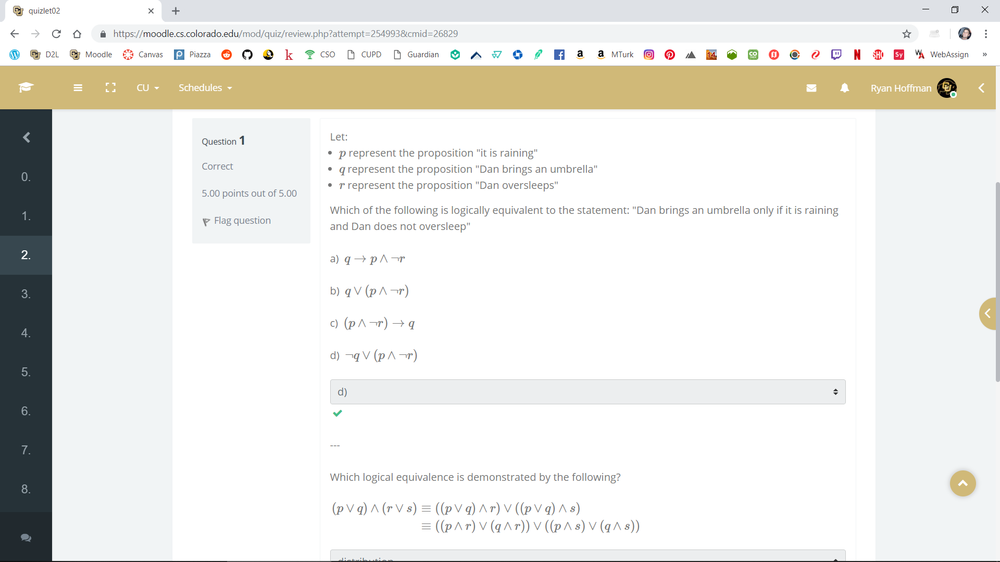 quizlet02
https://moodle.cs.colorado.edu/mod/quiz/review.php?attempt=254993&cmid=26829
D2L Moodle Canvas Piazza CSO CUPD Guardian MTurk 14 CO Sy WebAssign »
CU Schedules Ryan Hoffman
0.
1.
2.
3.
4.
5.
6.
7.
8.
Question 1
Correct
5.00 points out of 5.00
Flag question
Let:
• p represent the proposition "it is raining"
• q represent the proposition "Dan brings an umbrella"
• r represent the proposition "Dan oversleeps"
Which of the following is logically equivalent to the statement: "Dan brings an umbrella only if it is raining
and Dan does not oversleep"
a) q → p ∧ ¬r
b) q ∨ (p ∧ ¬r)
c) (p ∧ ¬r) → q
d) ¬q ∨ (p ∧ ¬r)
d)
---
Which logical equivalence is demonstrated by the following?
(p ∨ q) ∧ (r ∨ s) ≡ ((p ∨ q) ∧ r) ∨ ((p ∨ q) ∧ s)
≡ ((p ∧ r) ∨ (q ∧ r)) ∨ ((p ∧ s) ∨ (q ∧ s))
distribution